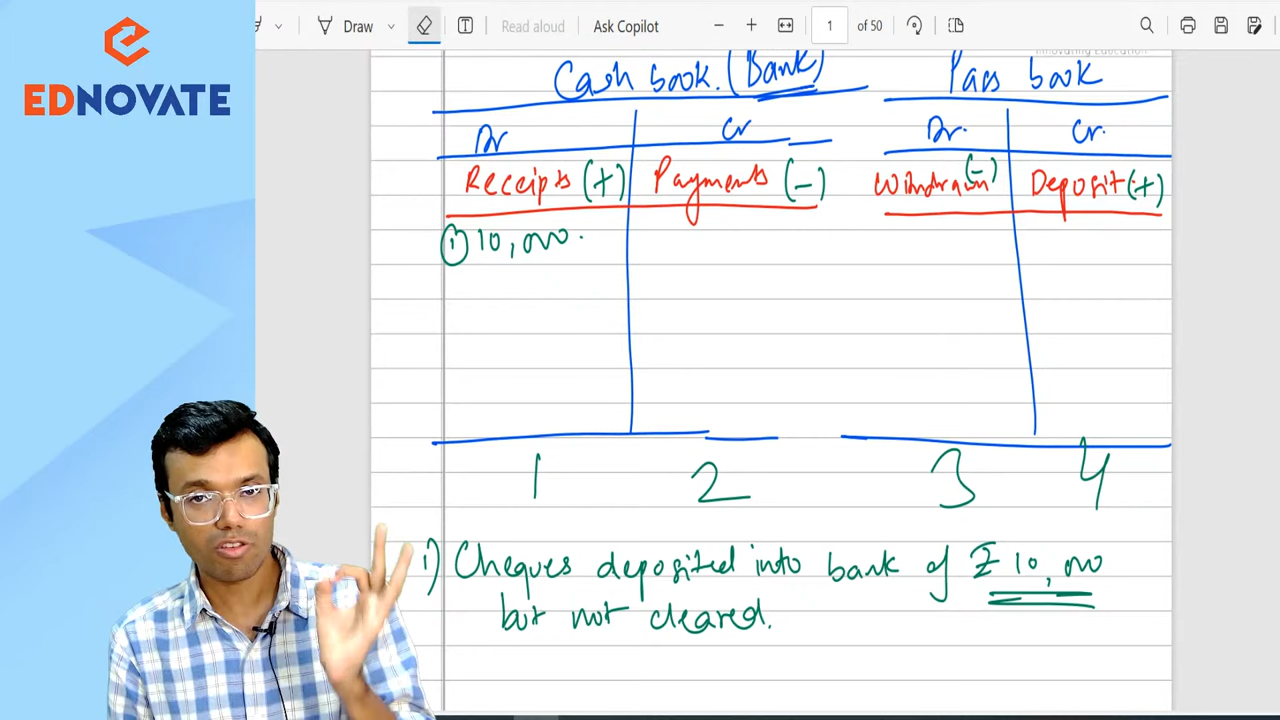 EDNOVATE
Draw
Read aloud
Ask Copilot
1 of 50
Innovating Education
Cash book. (Bank) Pass book
Dr Cr Dr. Cr.
Receipts (+) Payments (-) Withdrawn (-) Deposit (+)
① 10,000.
1 2 3 4
1) Cheques deposited into bank of ₹ 10,000
but not cleared.